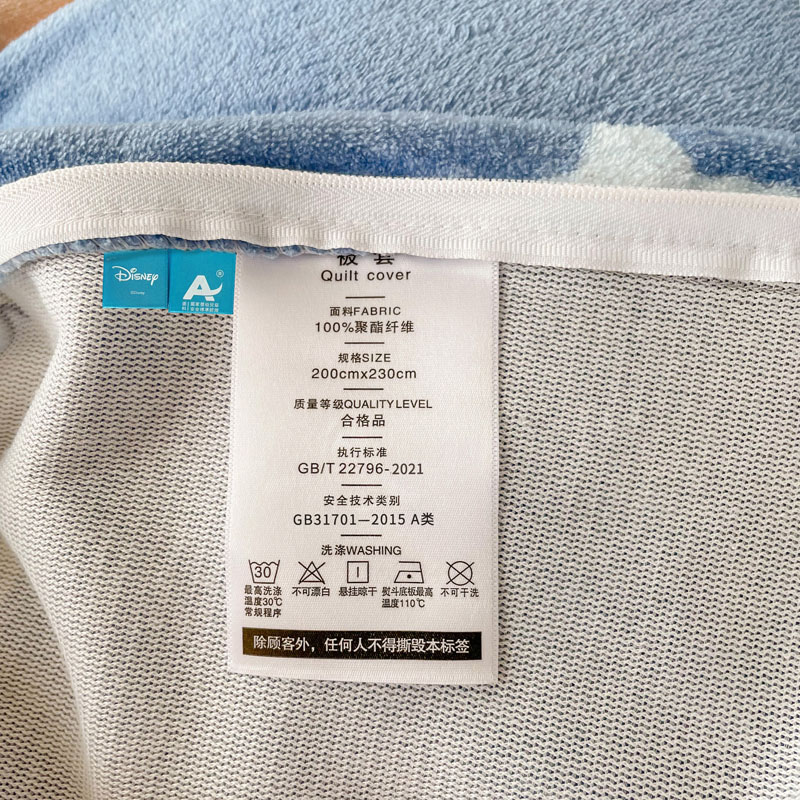 被套
Quilt cover
DISNEY
©Disney
A®
面料FABRIC
100%聚酯纤维
规格SIZE
200cmx230cm
质量等级QUALITY LEVEL
合格品
执行标准
GB/T 22796-2021
安全技术类别
GB31701—2015 A类
洗涤WASHING
30
最高洗涤
温度30℃
常规程序
不可漂白
悬挂晾干
熨斗底板最高
温度110℃
不可干洗
除顾客外，任何人不得撕毁本标签